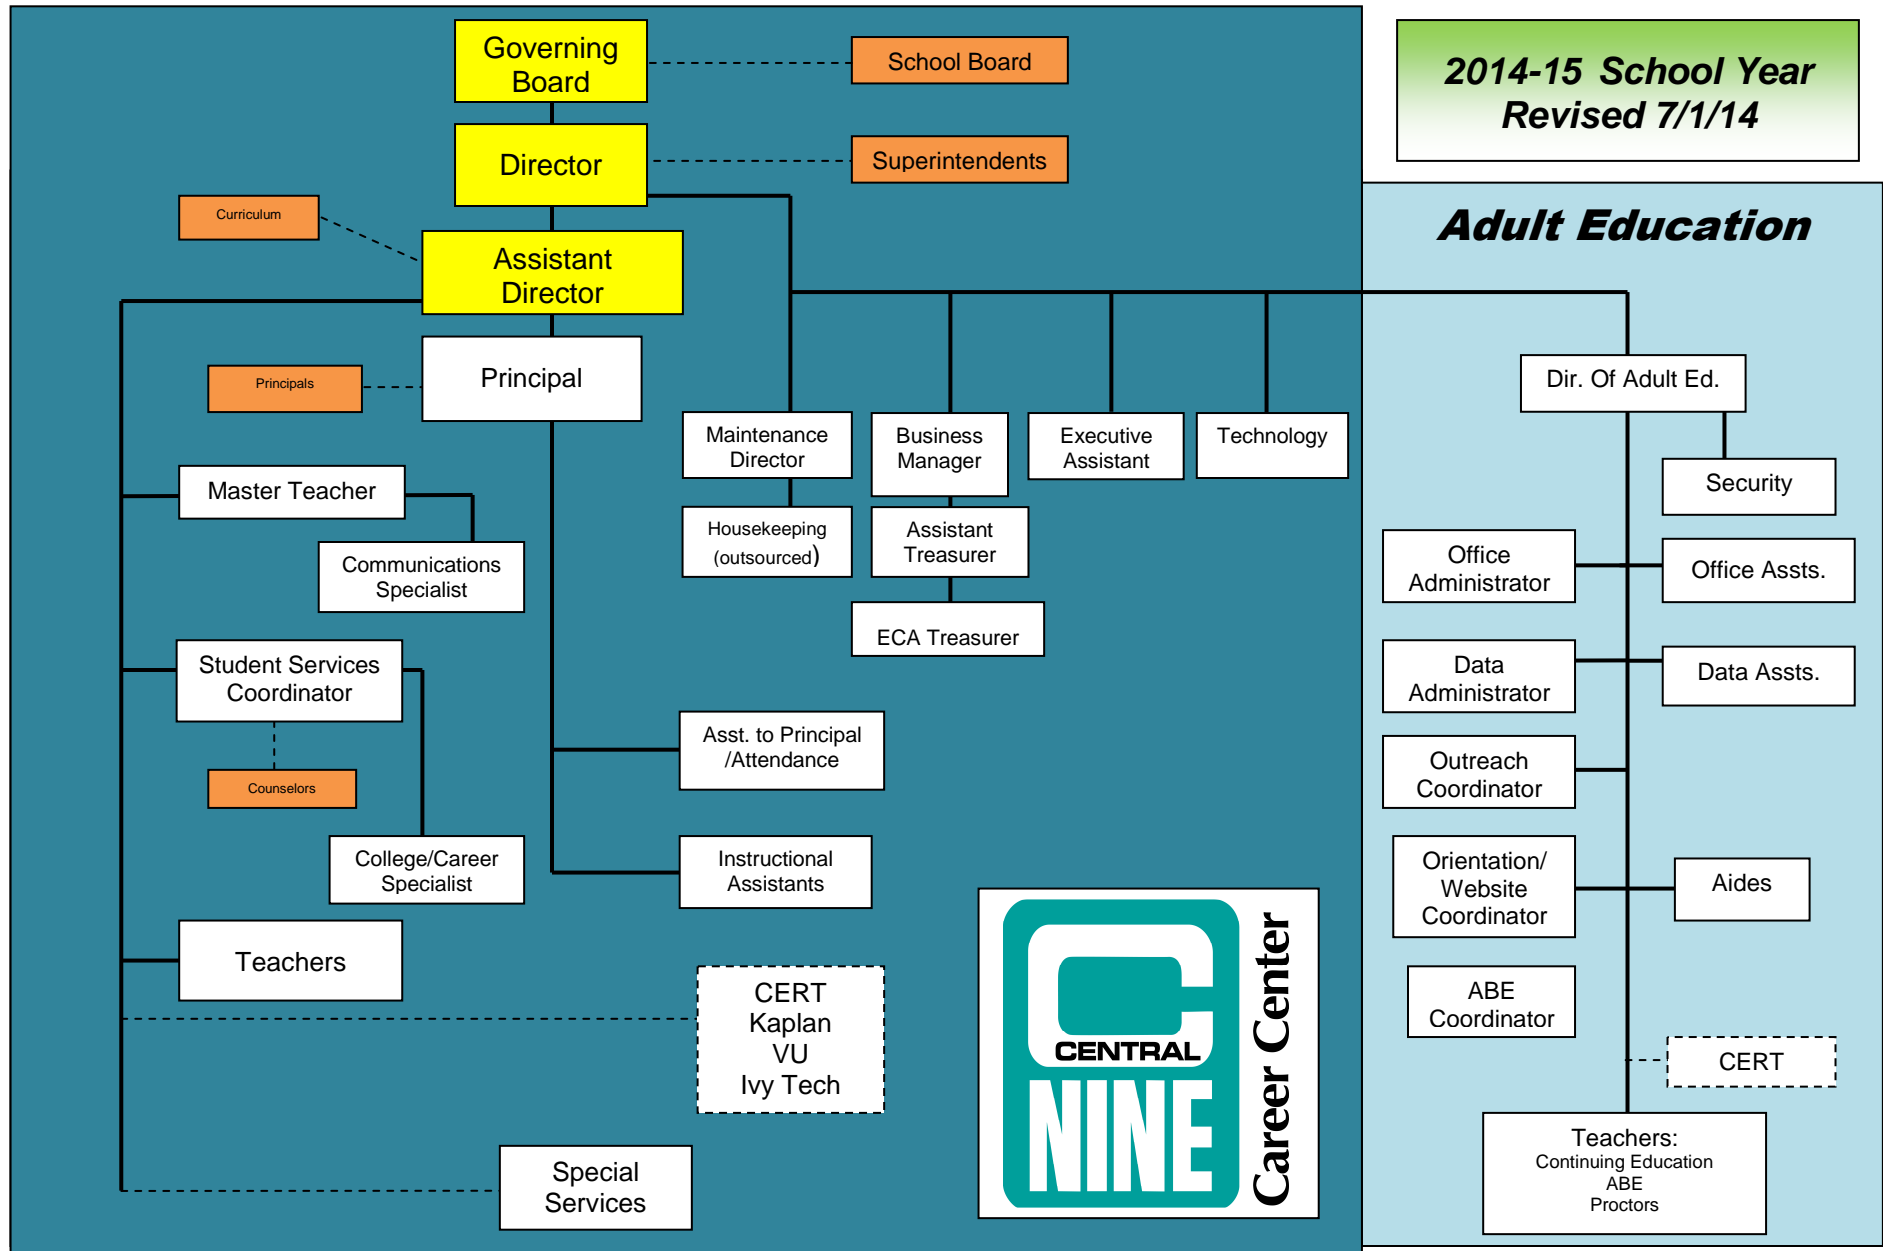 Governing
Board
School Board
2014-15 School Year
Revised 7/1/14
Director
Superintendents
Curriculum
Adult Education
Assistant
Director
Principals
Principal
Dir. Of Adult Ed.
Maintenance
Director
Business
Manager
Executive
Assistant
Technology
Security
Master Teacher
Communications
Specialist
Housekeeping
(outsourced)
Assistant
Treasurer
ECA Treasurer
Office
Administrator
Office Assts.
Student Services
Coordinator
Data
Administrator
Data Assts.
Counselors
Asst. to Principal
/Attendance
Outreach
Coordinator
College/Career
Specialist
Instructional
Assistants
Orientation/
Website
Coordinator
Aides
Teachers
CERT
Kaplan
VU
Ivy Tech
CENTRAL
NINE
Career Center
ABE
Coordinator
CERT
Special
Services
Teachers:
Continuing Education
ABE
Proctors